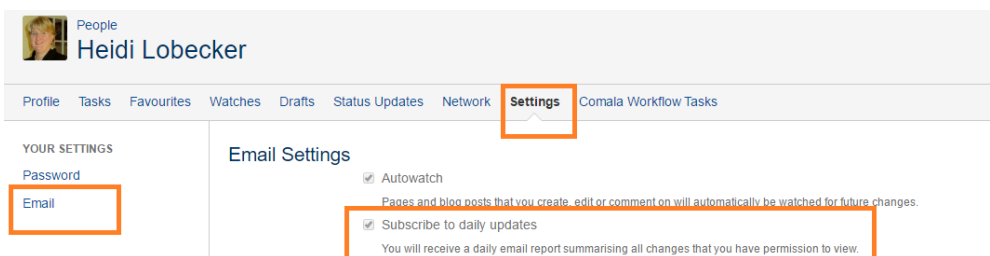 People
Heidi Lobecker
Profile Tasks Favourites Watches Drafts Status Updates Network Settings Comala Workflow Tasks
YOUR SETTINGS
Password
Email
Email Settings
Autowatch
Pages and blog posts that you create, edit or comment on will automatically be watched for future changes.
Subscribe to daily updates
You will receive a daily email report summarising all changes that you have permission to view.